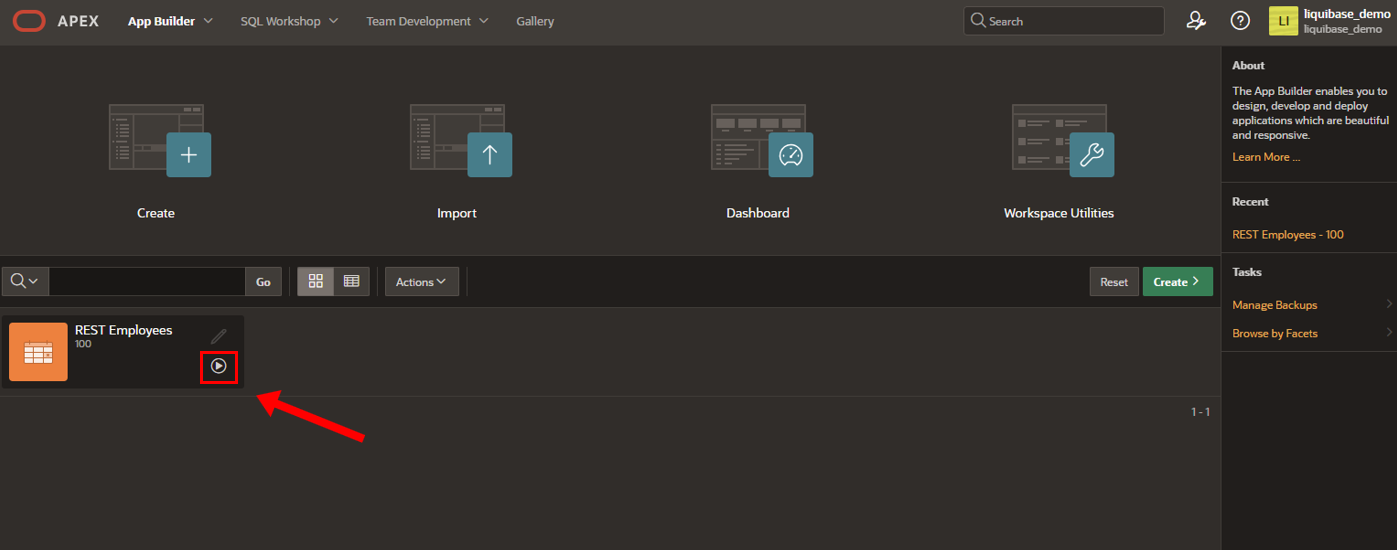 APEX App Builder SQL Workshop Team Development Gallery Search LI liquibase_demo
liquibase_demo
Create Import Dashboard Workspace Utilities
About
The App Builder enables you to
design, develop and deploy
applications which are beautiful
and responsive.
Learn More ...
Recent
REST Employees - 100
Tasks
Manage Backups
Browse by Facets
Go Actions Reset Create
REST Employees
100
1 - 1